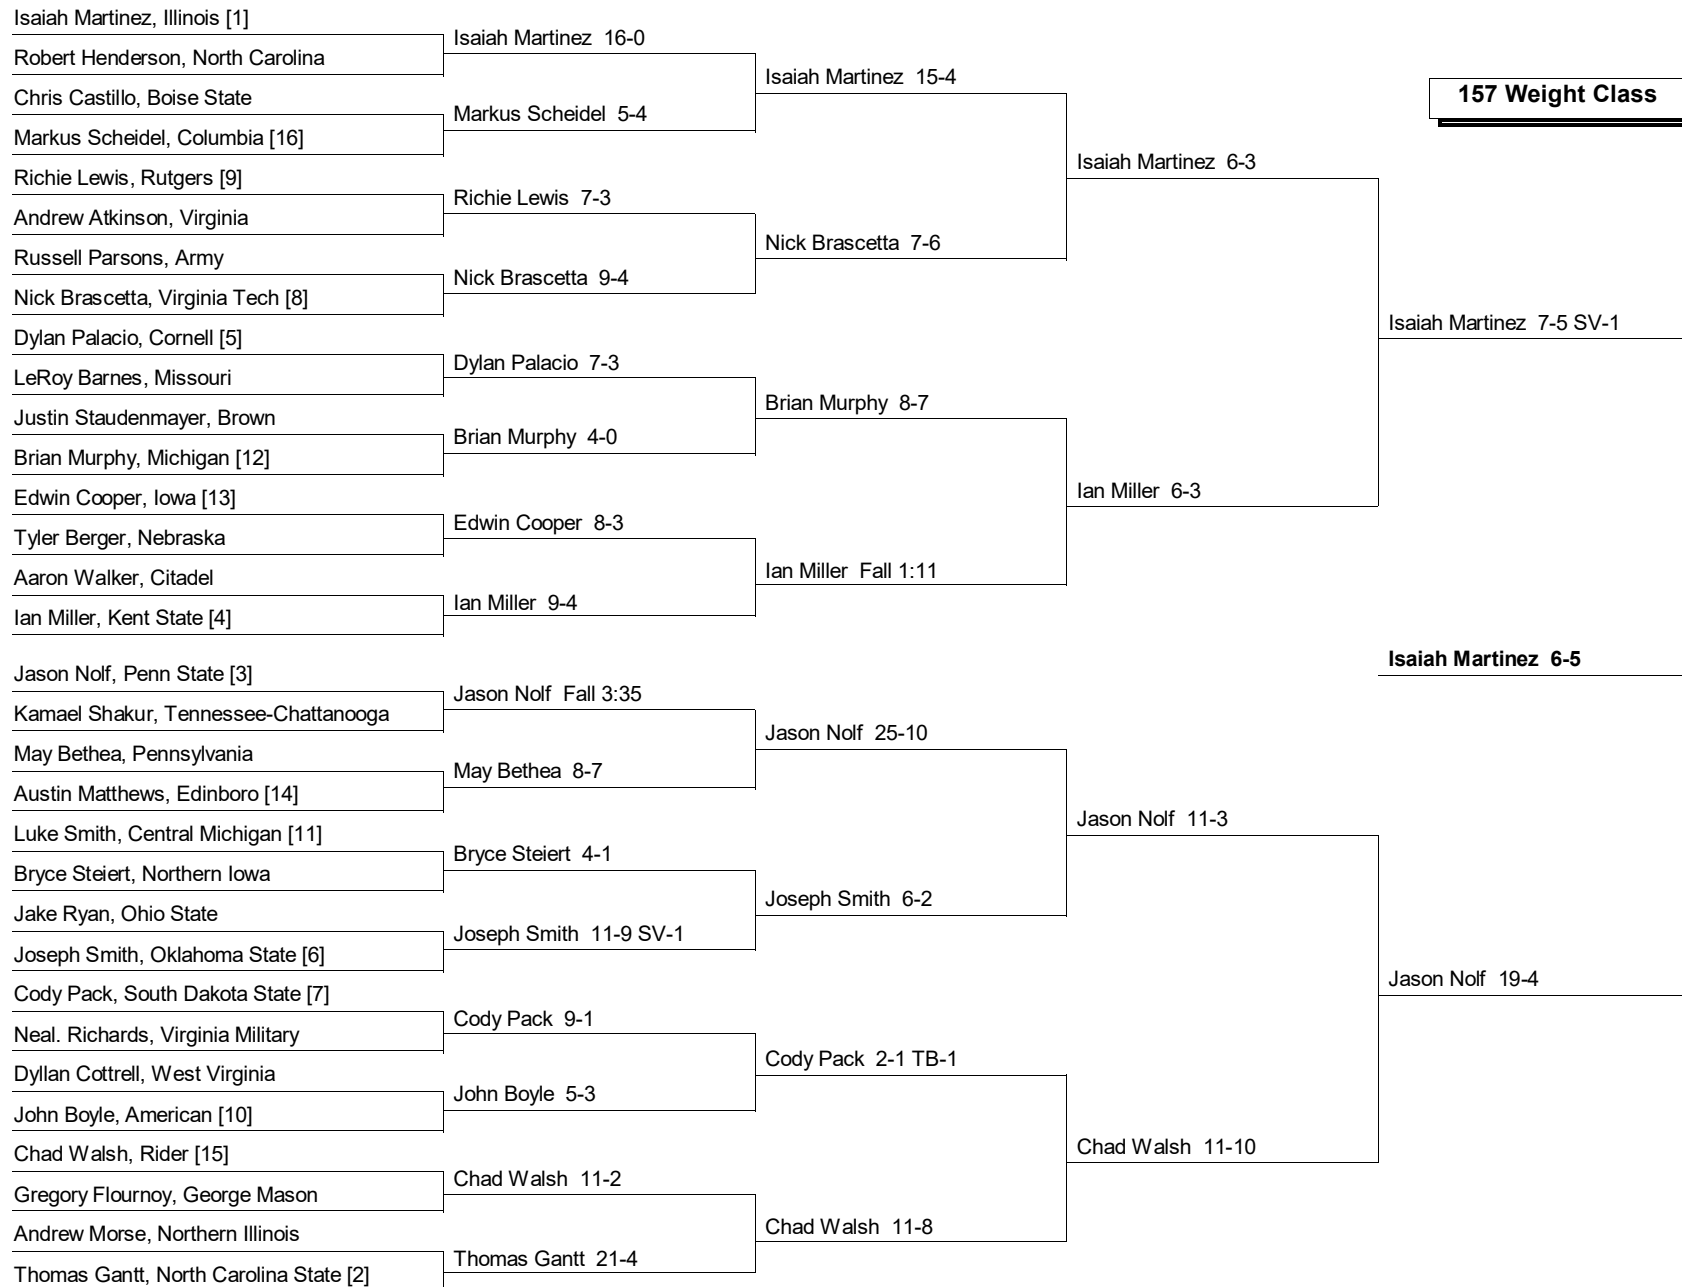 Isaiah Martinez, Illinois [1]
Robert Henderson, North Carolina
Chris Castillo, Boise State
Markus Scheidel, Columbia [16]
Richie Lewis, Rutgers [9]
Andrew Atkinson, Virginia
Russell Parsons, Army
Nick Brascetta, Virginia Tech [8]
Dylan Palacio, Cornell [5]
LeRoy Barnes, Missouri
Justin Staudenmayer, Brown
Brian Murphy, Michigan [12]
Edwin Cooper, Iowa [13]
Tyler Berger, Nebraska
Aaron Walker, Citadel
Ian Miller, Kent State [4]
Jason Nolf, Penn State [3]
Kamael Shakur, Tennessee-Chattanooga
May Bethea, Pennsylvania
Austin Matthews, Edinboro [14]
Luke Smith, Central Michigan [11]
Bryce Steiert, Northern Iowa
Jake Ryan, Ohio State
Joseph Smith, Oklahoma State [6]
Cody Pack, South Dakota State [7]
Neal. Richards, Virginia Military
Dyllan Cottrell, West Virginia
John Boyle, American [10]
Chad Walsh, Rider [15]
Gregory Flournoy, George Mason
Andrew Morse, Northern Illinois
Thomas Gantt, North Carolina State [2]
Isaiah Martinez 16-0
Markus Scheidel 5-4
Richie Lewis 7-3
Nick Brascetta 9-4
Dylan Palacio 7-3
Brian Murphy 4-0
Edwin Cooper 8-3
Ian Miller 9-4
Jason Nolf Fall 3:35
May Bethea 8-7
Bryce Steiert 4-1
Joseph Smith 11-9 SV-1
Cody Pack 9-1
John Boyle 5-3
Chad Walsh 11-2
Thomas Gantt 21-4
Isaiah Martinez 15-4
Nick Brascetta 7-6
Brian Murphy 8-7
Ian Miller Fall 1:11
Jason Nolf 25-10
Joseph Smith 6-2
Cody Pack 2-1 TB-1
Chad Walsh 11-8
Isaiah Martinez 6-3
Ian Miller 6-3
Jason Nolf 11-3
Chad Walsh 11-10
157 Weight Class
Isaiah Martinez 7-5 SV-1
Isaiah Martinez 6-5
Jason Nolf 19-4